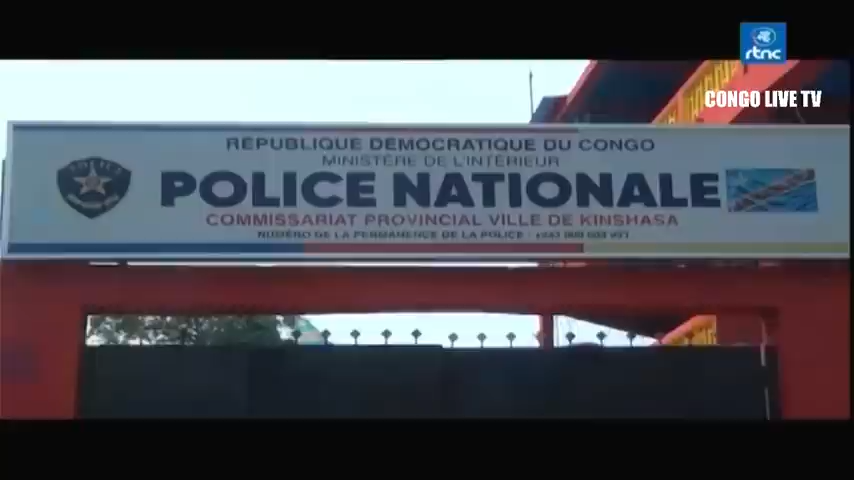 rtnc
CONGO LIVE TV
RÉPUBLIQUE DÉMOCRATIQUE DU CONGO
MINISTÈRE DE L'INTÉRIEUR
POLICE NATIONALE
COMMISSARIAT PROVINCIAL VILLE DE KINSHASA
NUMÉRO DE LA PERMANENCE DE LA POLICE :